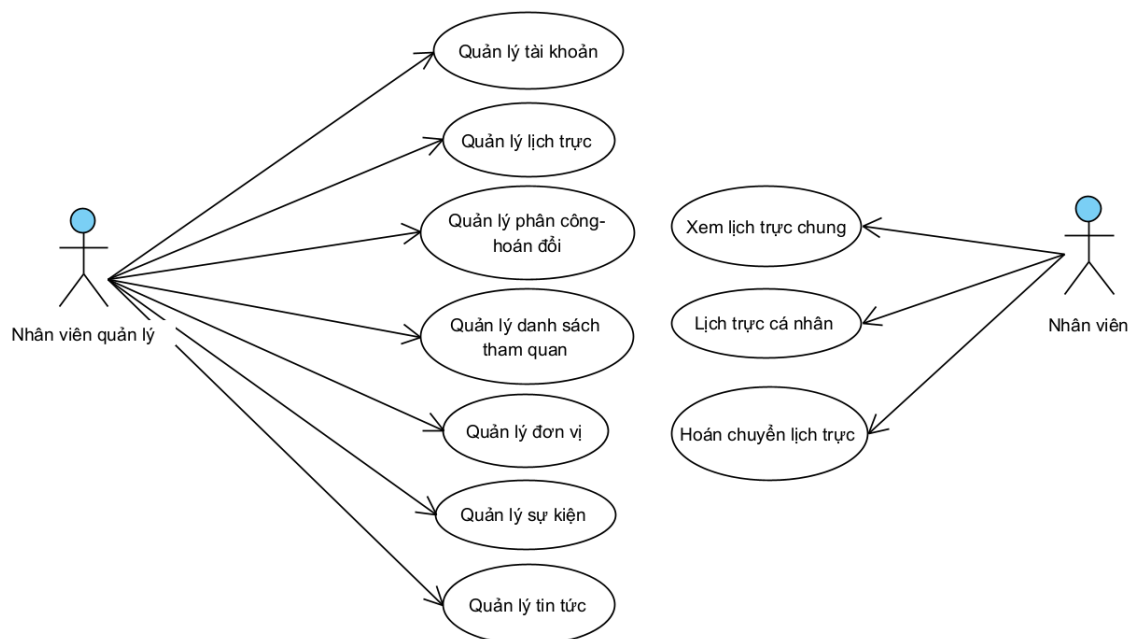 Quản lý tài khoản
Quản lý lịch trực
Quản lý phân công-
hoán đổi
Quản lý danh sách
tham quan
Quản lý đơn vị
Quản lý sự kiện
Quản lý tin tức
Nhân viên quản lý
Xem lịch trực chung
Lịch trực cá nhân
Hoán chuyển lịch trực
Nhân viên